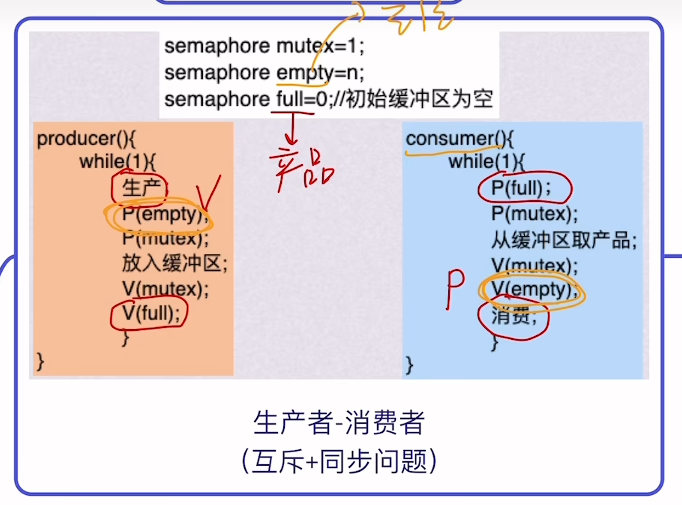 semaphore mutex=1;
semaphore empty=n;
semaphore full=0;//初始缓冲区为空
产品
producer(){
while(1){
生产
P(empty);
P(mutex);
放入缓冲区;
V(mutex);
V(full);
}
}
consumer(){
while(1){
P(full);
P(mutex);
从缓冲区取产品;
V(mutex);
V(empty);
消费;
}
}
V
P
生产者-消费者
(互斥+同步问题)